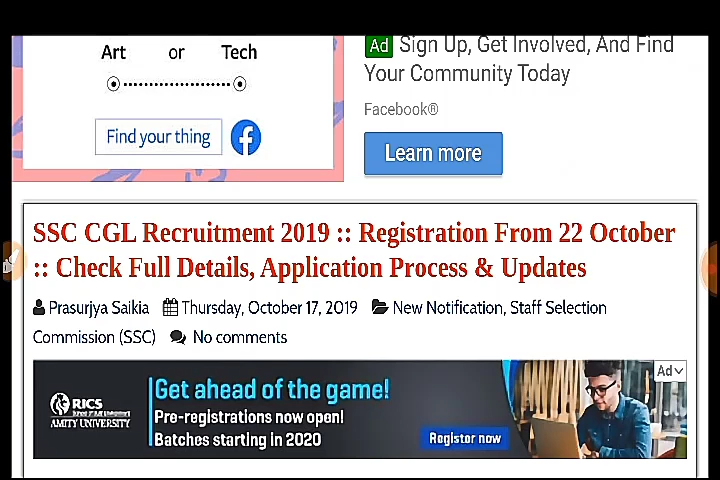 Art or Tech
Find your thing
Ad Sign Up, Get Involved, And Find
Your Community Today
Facebook®
Learn more
SSC CGL Recruitment 2019 :: Registration From 22 October
:: Check Full Details, Application Process & Updates
Prasurjya Saikia Thursday, October 17, 2019 New Notification, Staff Selection
Commission (SSC) No comments
RICS
AMITY UNIVERSITY
Get ahead of the game!
Pre-registrations now open!
Batches starting in 2020
Register now
Ad